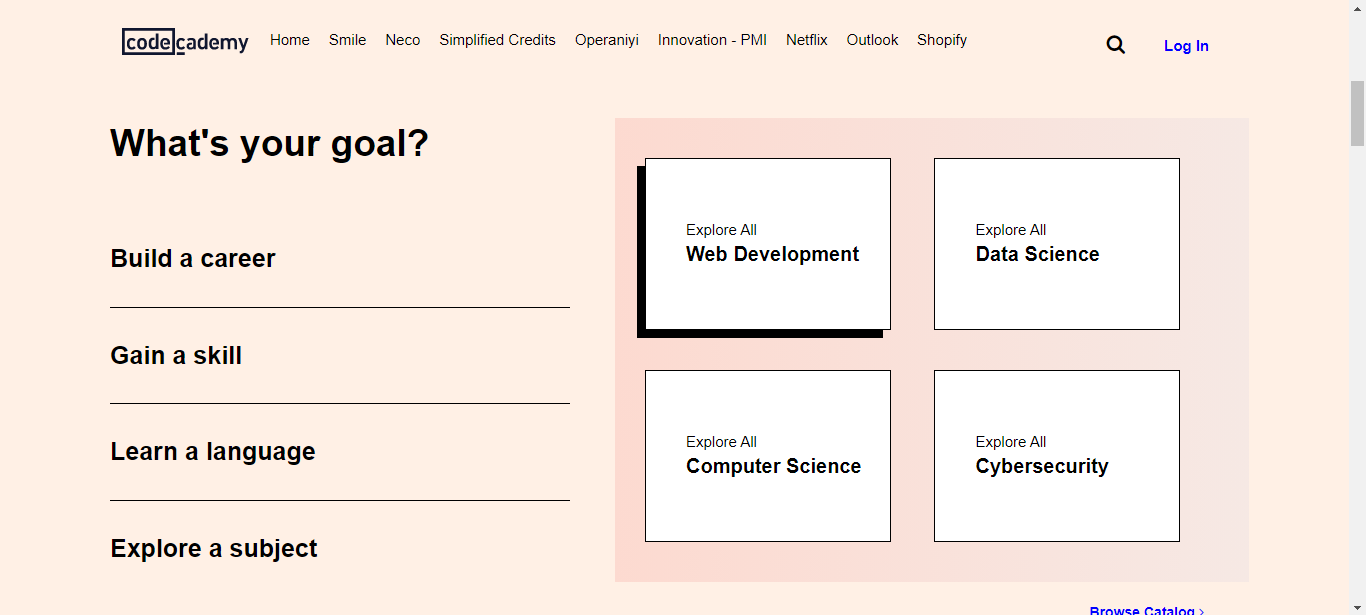 codecademy Home Smile Neco Simplified Credits Operaniyi Innovation - PMI Netflix Outlook Shopify Log In
What's your goal?
Build a career
Gain a skill
Learn a language
Explore a subject
Explore All
Web Development
Explore All
Data Science
Explore All
Computer Science
Explore All
Cybersecurity
Browse Catalog ›